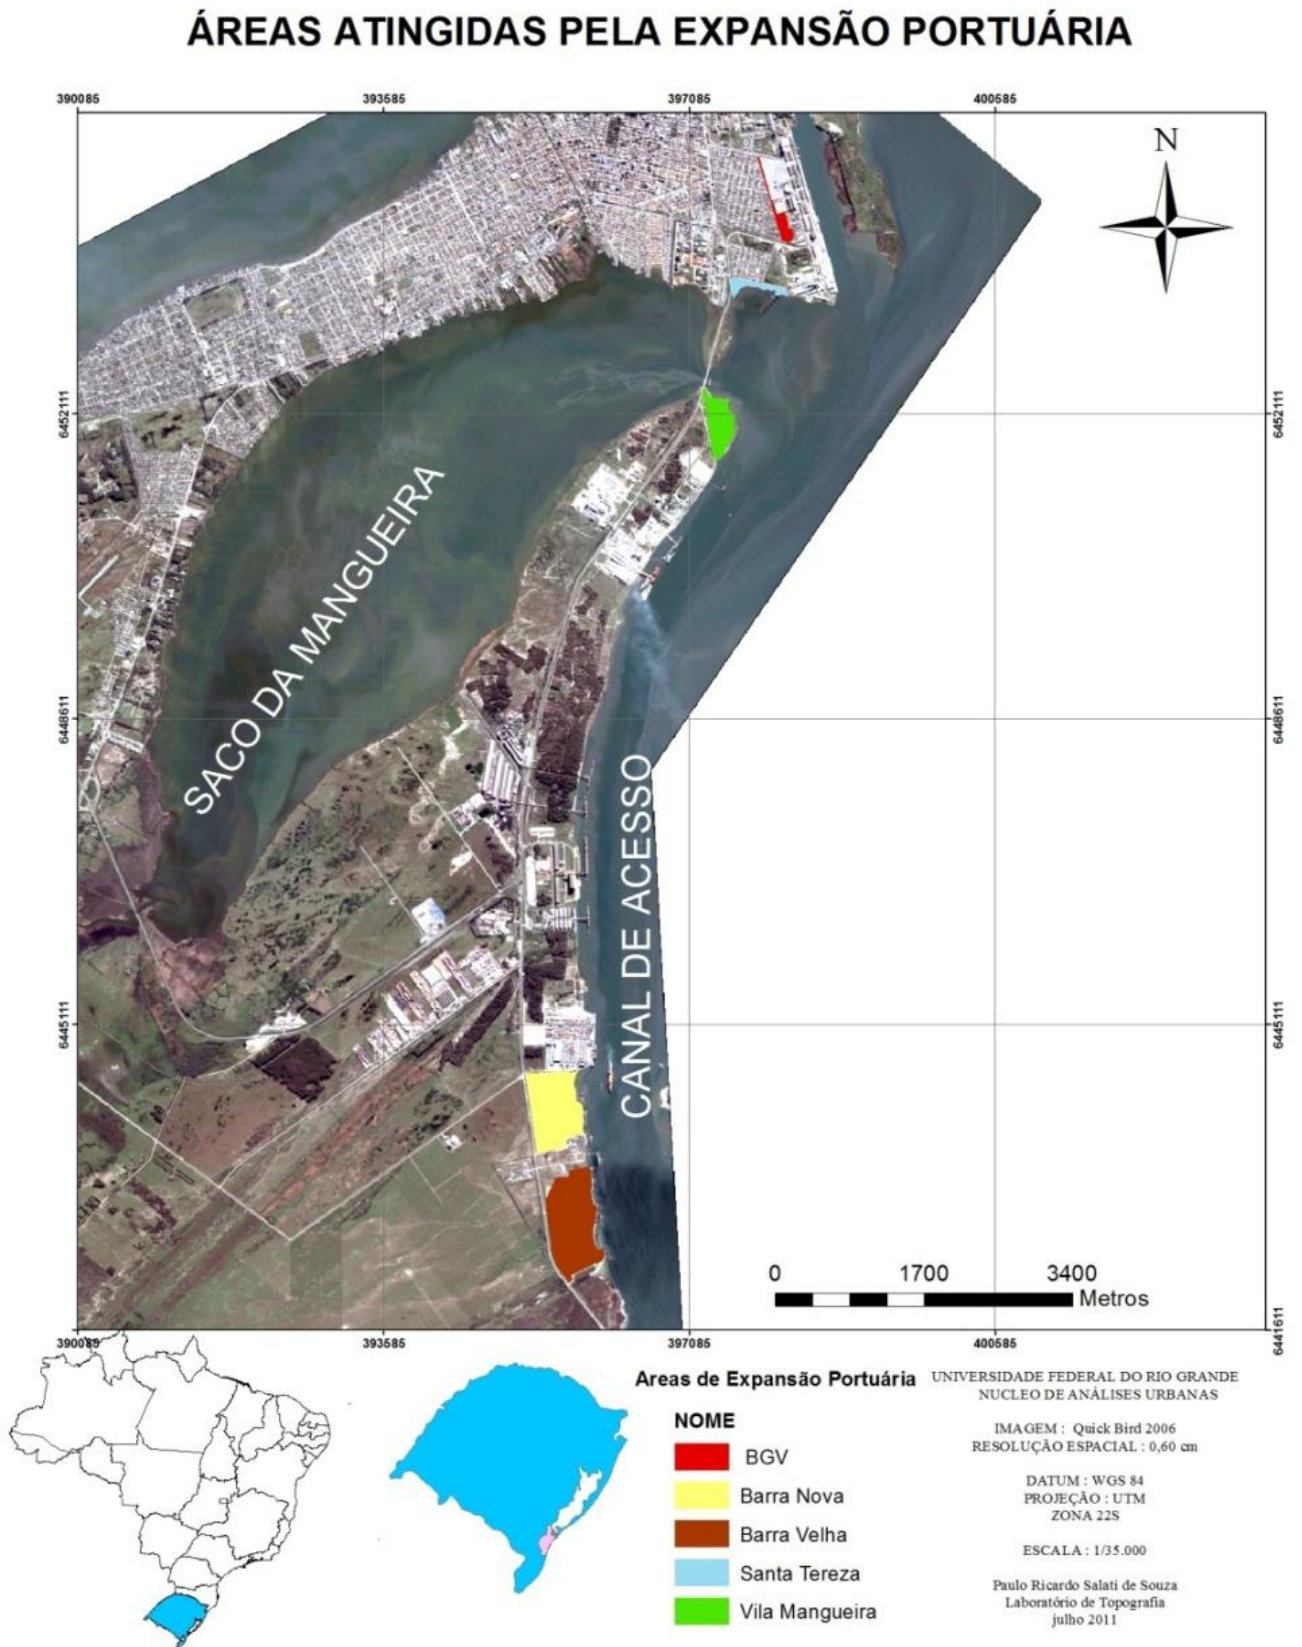 ÁREAS ATINGIDAS PELA EXPANSÃO PORTUÁRIA
390085 393585 397085 400585
N
6452111 6452111
SACO DA MANGUEIRA
6448611 6448611
CANAL DE ACESSO
6445111 6445111
0 1700 3400
Metros
6441611
390085 393585 397085 400585
Areas de Expansão Portuária
NOME
BGV
Barra Nova
Barra Velha
Santa Tereza
Vila Mangueira
UNIVERSIDADE FEDERAL DO RIO GRANDE
NUCLEO DE ANÁLISES URBANAS
IMAGEM : Quick Bird 2006
RESOLUÇÃO ESPACIAL : 0,60 cm
DATUM : WGS 84
PROJEÇÃO : UTM
ZONA 22S
ESCALA : 1/35.000
Paulo Ricardo Salati de Souza
Laboratório de Topografia
julho 2011